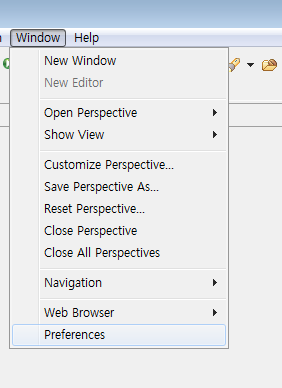 Window Help
New Window
New Editor
Open Perspective
Show View
Customize Perspective...
Save Perspective As...
Reset Perspective...
Close Perspective
Close All Perspectives
Navigation
Web Browser
Preferences